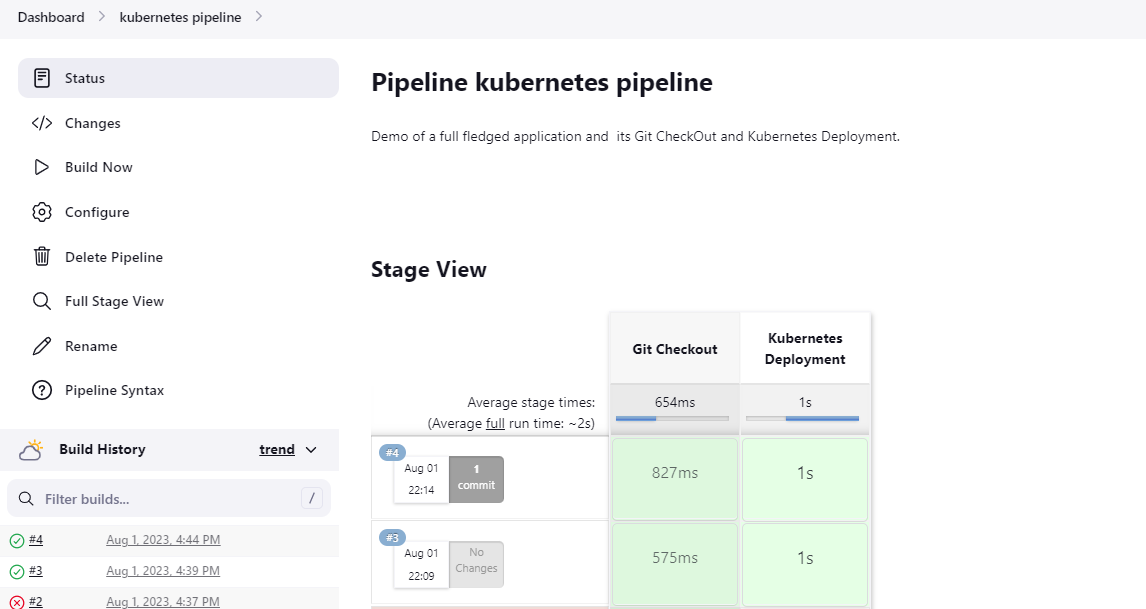 Dashboard
kubernetes pipeline
Status
Changes
Build Now
Configure
Delete Pipeline
Full Stage View
Rename
Pipeline Syntax
Build History
trend
Filter builds...
/
#4
Aug 1, 2023, 4:44 PM
#3
Aug 1, 2023, 4:39 PM
#2
Aug 1, 2023, 4:37 PM
Pipeline kubernetes pipeline
Demo of a full fledged application and its Git CheckOut and Kubernetes Deployment.
Stage View
Git Checkout
Kubernetes
Deployment
Average stage times:
(Average full run time: ~2s)
654ms
1s
#4
Aug 01
22:14
1
commit
827ms
1s
#3
Aug 01
22:09
No
Changes
575ms
1s